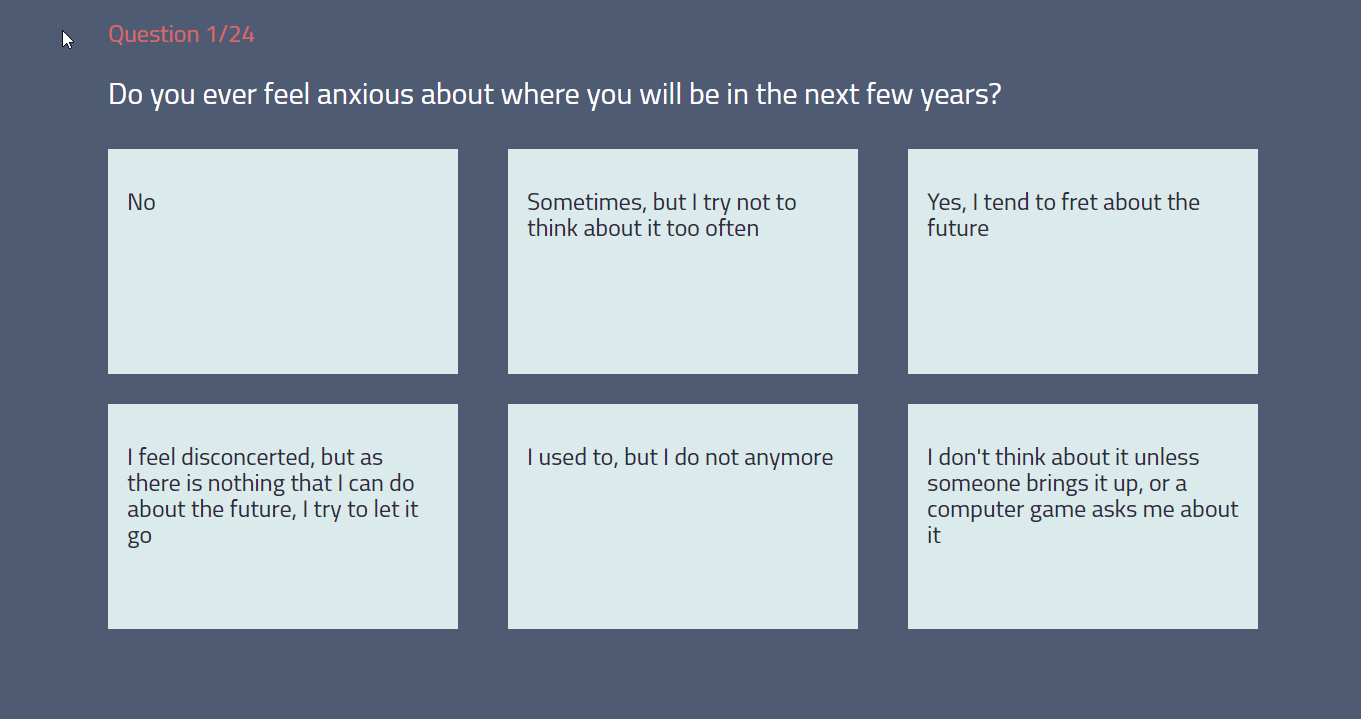 Question 1/24
Do you ever feel anxious about where you will be in the next few years?
No
Sometimes, but I try not to
think about it too often
Yes, I tend to fret about the
future
I feel disconcerted, but as
there is nothing that I can do
about the future, I try to let it
go
I used to, but I do not anymore
I don't think about it unless
someone brings it up, or a
computer game asks me about
it